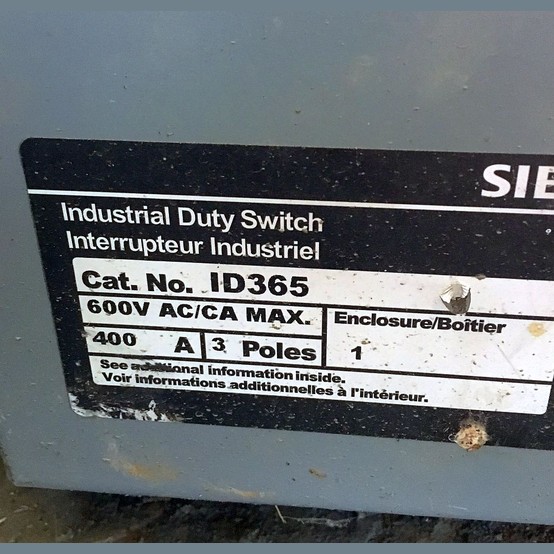 SIE
Industrial Duty Switch
Interrupteur Industriel
Cat. No. ID365
600V AC/CA MAX.
Enclosure/Boîtier
400 A 3 Poles
1
See additional information inside.
Voir informations additionnelles à l'intérieur.